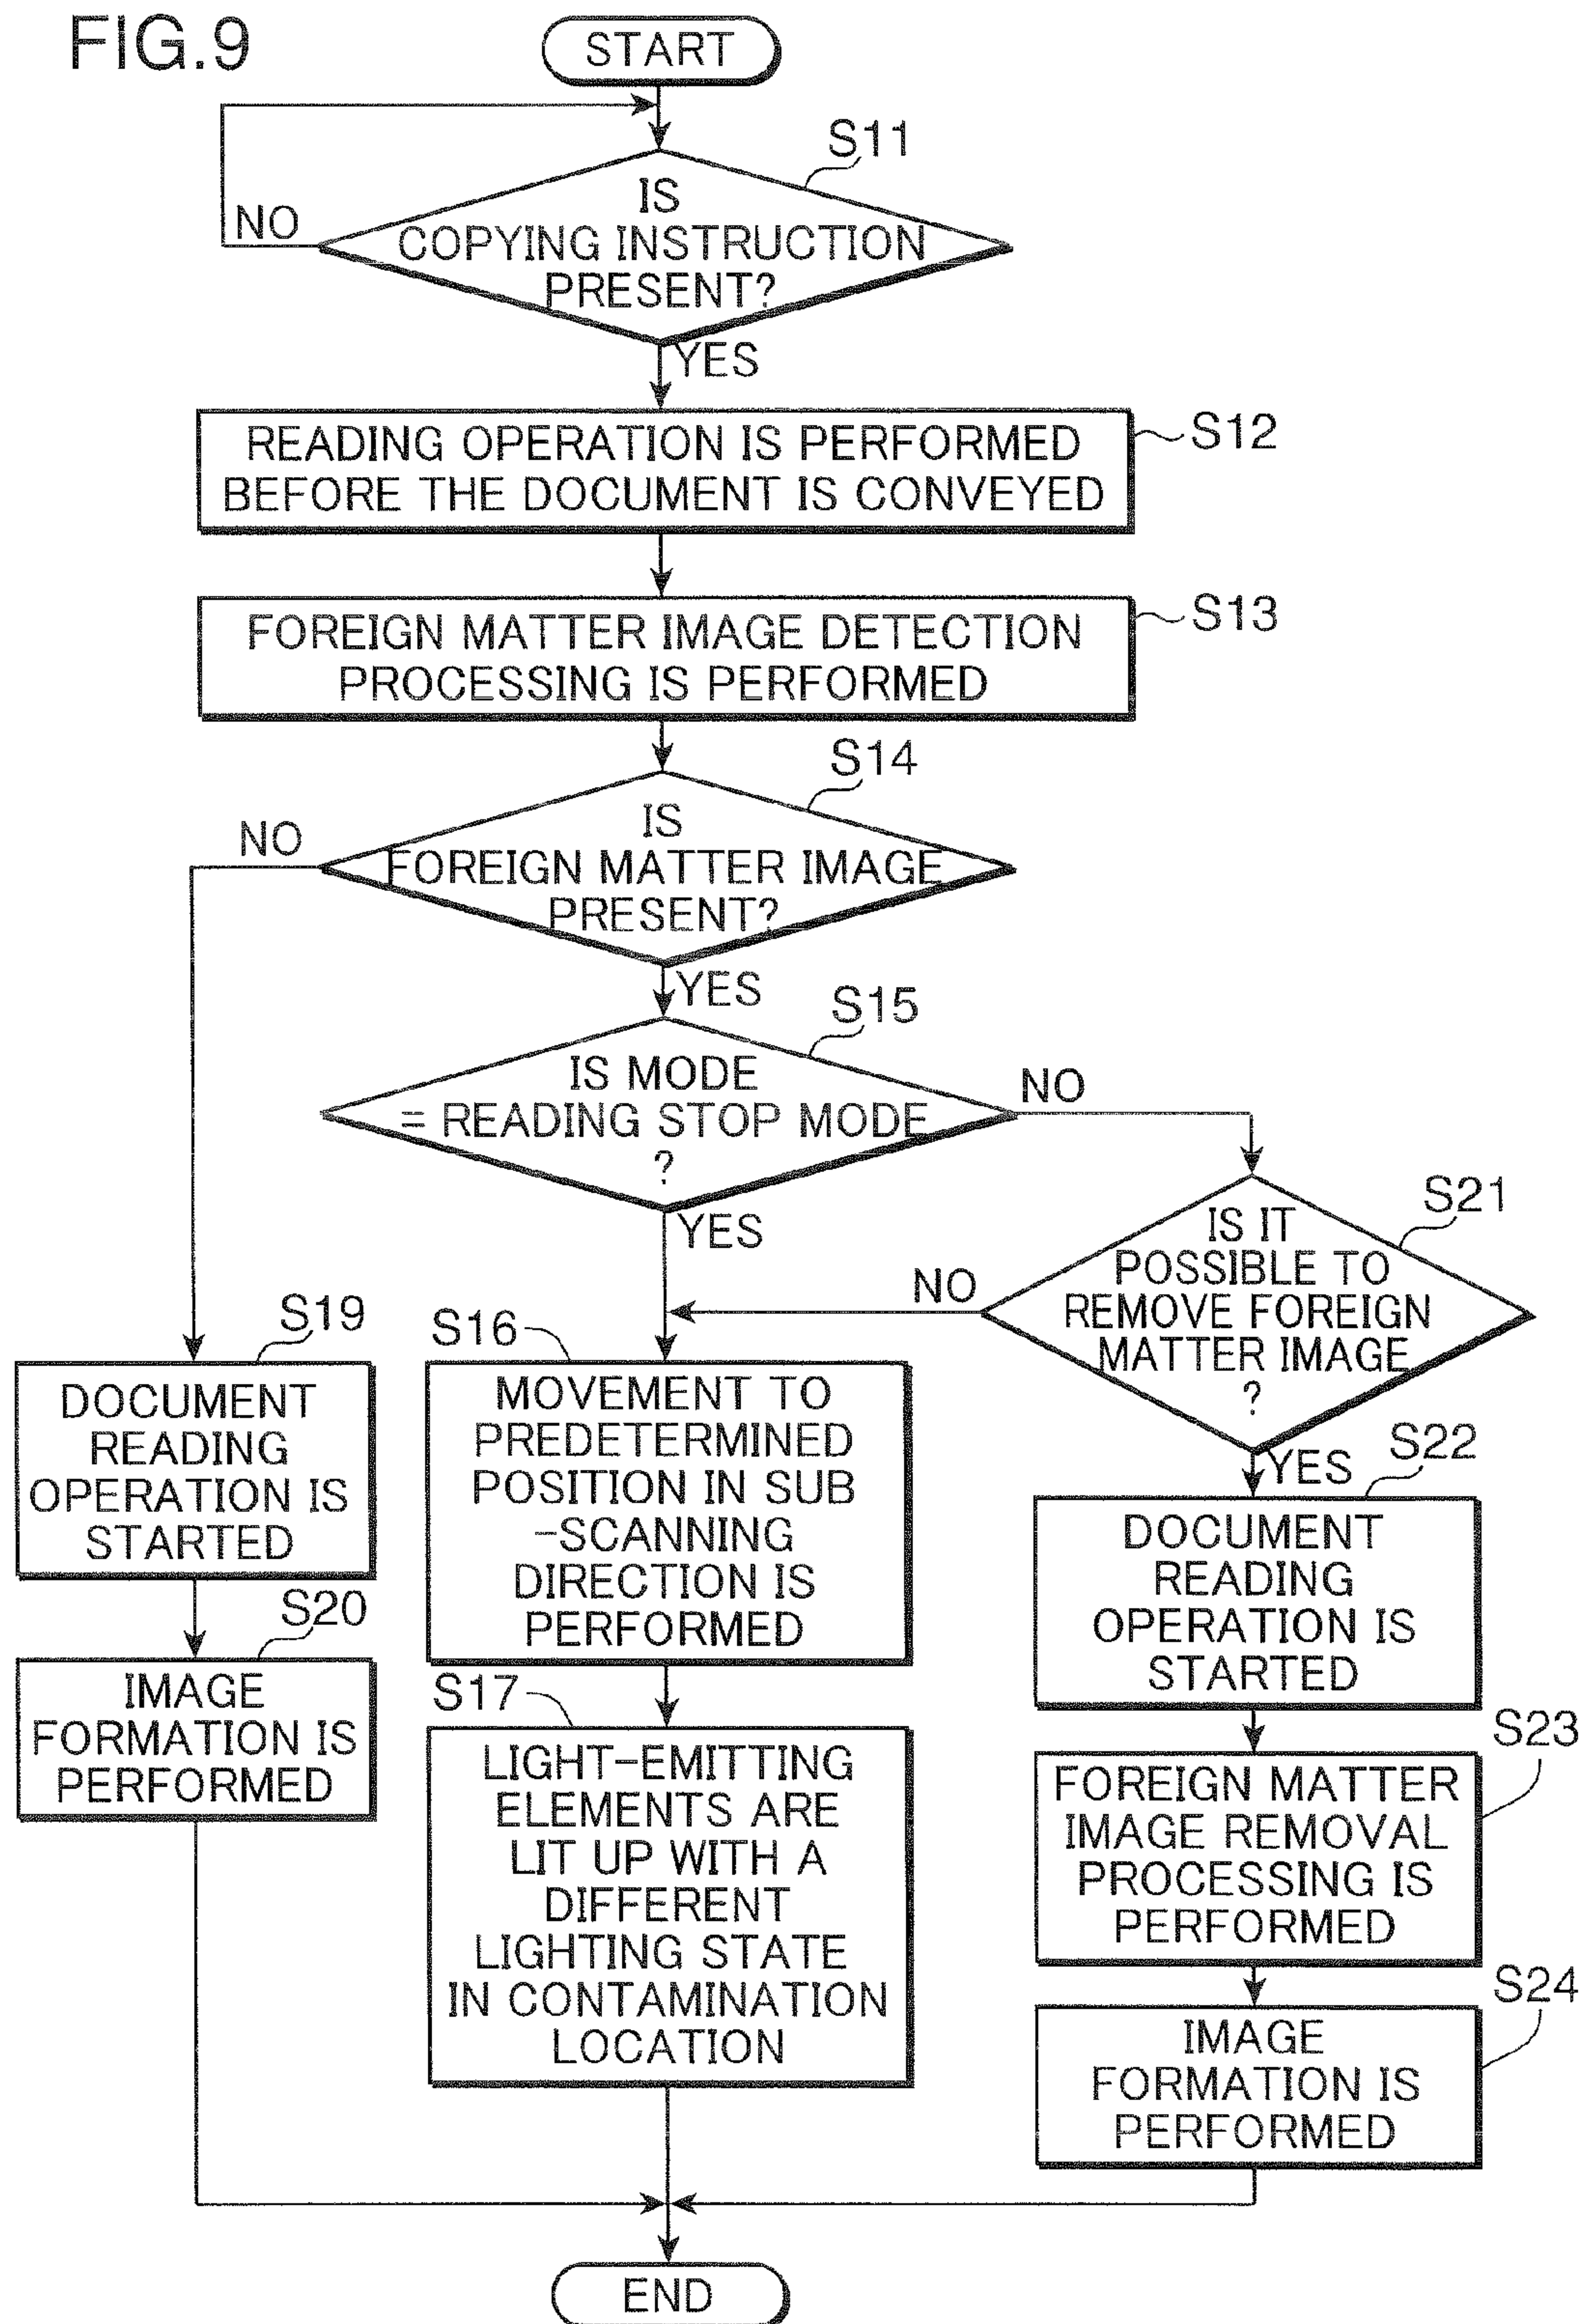 FIG.9
START
S11
IS
COPYING INSTRUCTION
PRESENT?
NO
YES
READING OPERATION IS PERFORMED
BEFORE THE DOCUMENT IS CONVEYED
S12
FOREIGN MATTER IMAGE DETECTION
PROCESSING IS PERFORMED
S13
S14
IS
FOREIGN MATTER IMAGE
PRESENT?
NO
YES
S15
IS MODE
= READING STOP MODE
?
NO
YES
S21
IS IT
POSSIBLE TO
REMOVE FOREIGN
MATTER IMAGE
?
NO
YES
S19
DOCUMENT
READING
OPERATION IS
STARTED
S20
IMAGE
FORMATION IS
PERFORMED
S16
MOVEMENT TO
PREDETERMINED
POSITION IN SUB
-SCANNING
DIRECTION IS
PERFORMED
S17
LIGHT-EMITTING
ELEMENTS ARE
LIT UP WITH A
DIFFERENT
LIGHTING STATE
IN CONTAMINATION
LOCATION
S22
DOCUMENT
READING
OPERATION IS
STARTED
S23
FOREIGN MATTER
IMAGE REMOVAL
PROCESSING IS
PERFORMED
S24
IMAGE
FORMATION IS
PERFORMED
END